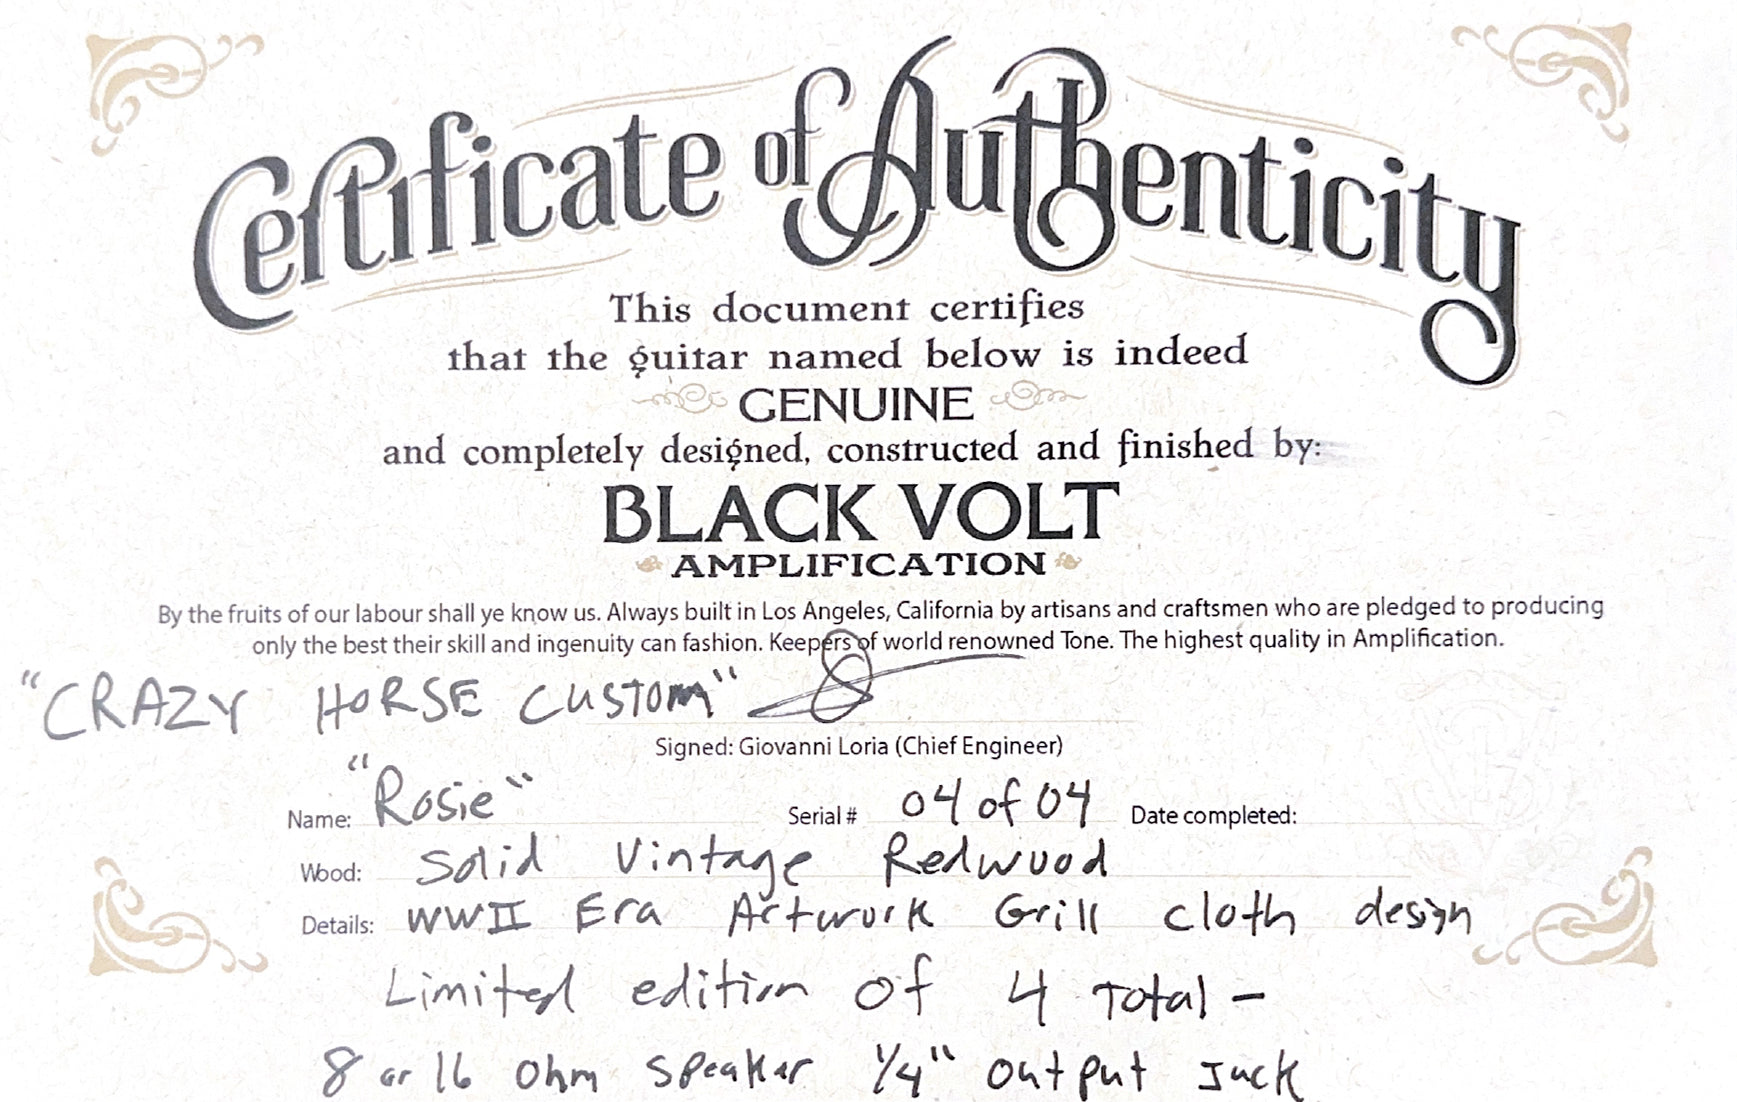 Certificate of Authenticity
This document certifies
that the guitar named below is indeed
GENUINE
and completely designed, constructed and finished by:
BLACK VOLT
AMPLIFICATION
By the fruits of our labour shall ye know us. Always built in Los Angeles, California by artisans and craftsmen who are pledged to producing
only the best their skill and ingenuity can fashion. Keepers of world renowned Tone. The highest quality in Amplification.
"CRAZY HORSE CUSTOM"
Signed: Giovanni Loria (Chief Engineer)
Name: "Rosie" Serial # 04 of 04 Date completed:
Wood: Solid Vintage Redwood
Details: WWII Era Artwork Grill cloth design
Limited edition of 4 Total -
8 or 16 Ohm Speaker 1/4" Output Jack